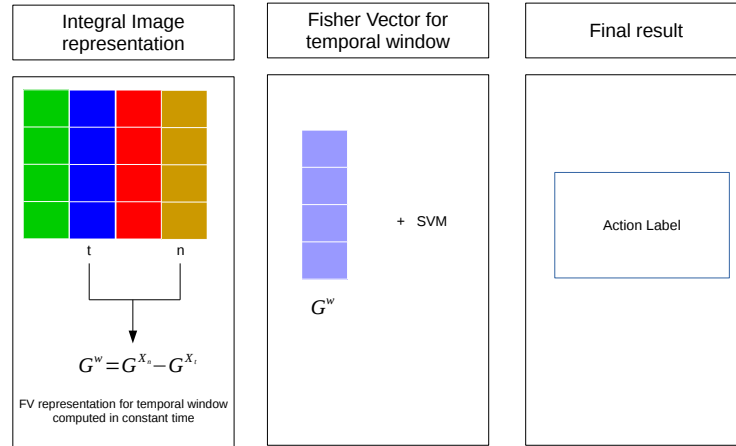 Integral Image
representation
Fisher Vector for
temporal window
Final result
t n
G^w=G^{X_n}−G^{X_t}
FV representation for temporal window
computed in constant time
+ SVM
G^w
Action Label